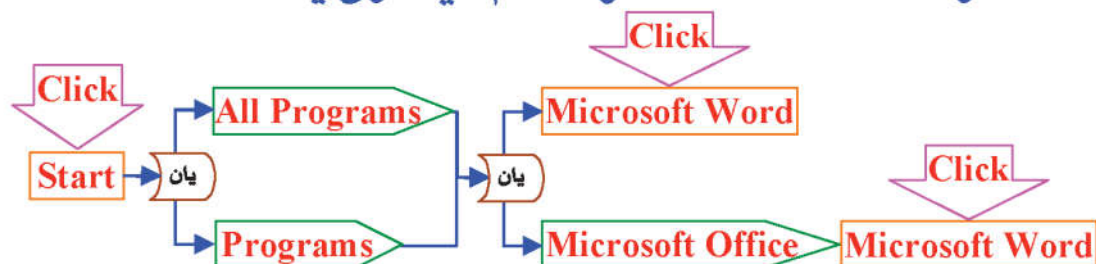 Click
Click
All Programs
Microsoft Word
Start
یان
یان
Click
Programs
Microsoft Office
Microsoft Word